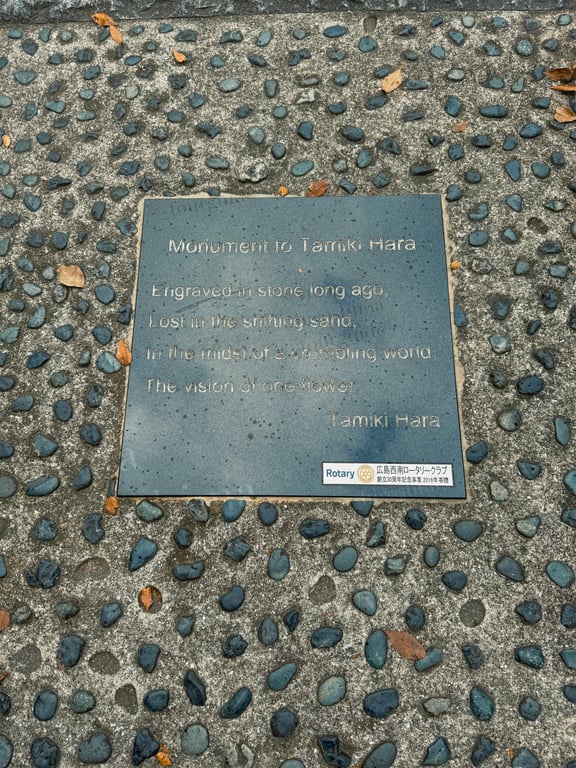 Monument to Tamiki Hara
Engraved in stone long ago,
Lost in the shifting sand,
In the midst of a crumbling world,
The vision of one flower.
Tamiki Hara
Rotary 広島西南ロータリークラブ
創立30周年記念事業 2016年寄贈